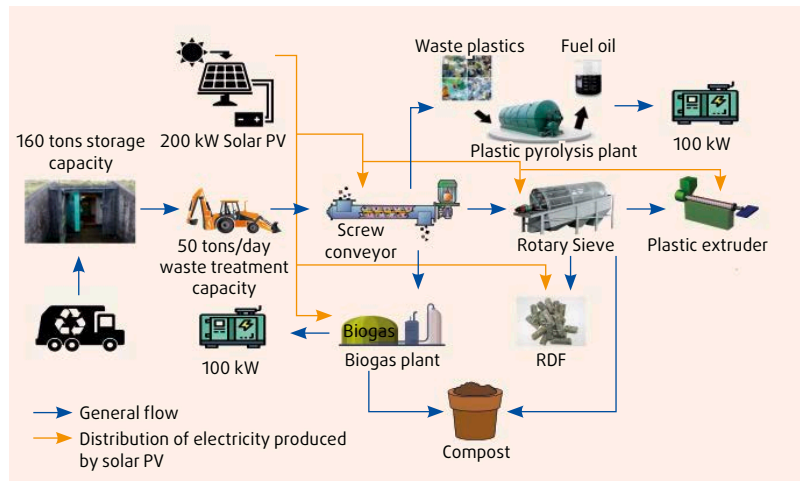 Waste plastics
Fuel oil
160 tons storage
capacity
200 kW Solar PV
Plastic pyrolysis plant
100 kW
50 tons/day
waste treatment
capacity
Screw
conveyor
Rotary Sieve
Plastic extruder
100 kW
Biogas
Biogas plant
RDF
General flow
Distribution of electricity produced
by solar PV
Compost